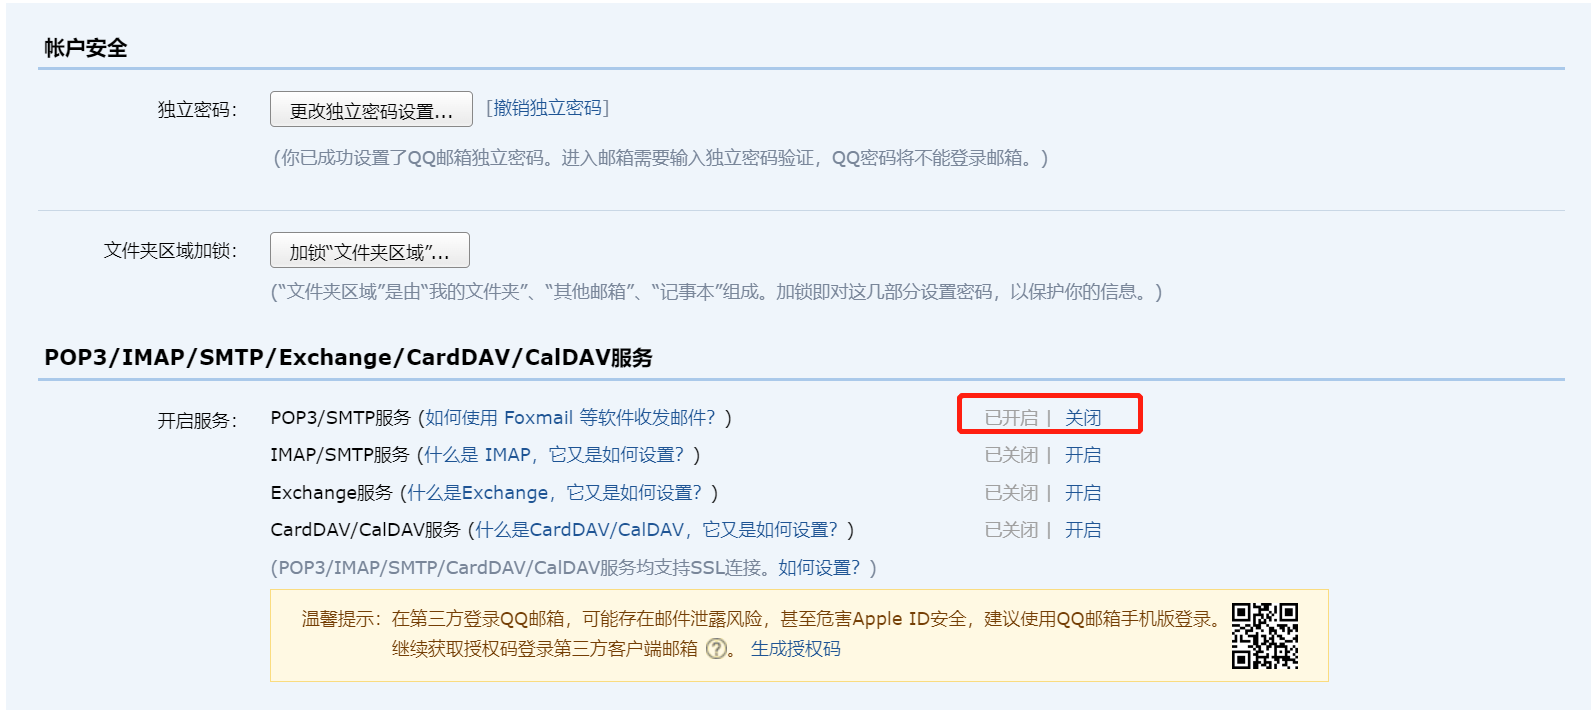 帐户安全
独立密码： 更改独立密码设置... [撤销独立密码]
(你已成功设置了QQ邮箱独立密码。进入邮箱需要输入独立密码验证，QQ密码将不能登录邮箱。)
文件夹区域加锁： 加锁“文件夹区域”...
(“文件夹区域”是由“我的文件夹”、“其他邮箱”、“记事本”组成。加锁即对这几部分设置密码，以保护你的信息。)
POP3/IMAP/SMTP/Exchange/CardDAV/CalDAV服务
开启服务： POP3/SMTP服务 (如何使用 Foxmail 等软件收发邮件？) 已开启 | 关闭
IMAP/SMTP服务 (什么是 IMAP，它又是如何设置？) 已关闭 | 开启
Exchange服务 (什么是Exchange，它又是如何设置？) 已关闭 | 开启
CardDAV/CalDAV服务 (什么是CardDAV/CalDAV，它又是如何设置？) 已关闭 | 开启
(POP3/IMAP/SMTP/CardDAV/CalDAV服务均支持SSL连接。如何设置？)
温馨提示：在第三方登录QQ邮箱，可能存在邮件泄露风险，甚至危害Apple ID安全，建议使用QQ邮箱手机版登录。
继续获取授权码登录第三方客户端邮箱 ?。 生成授权码